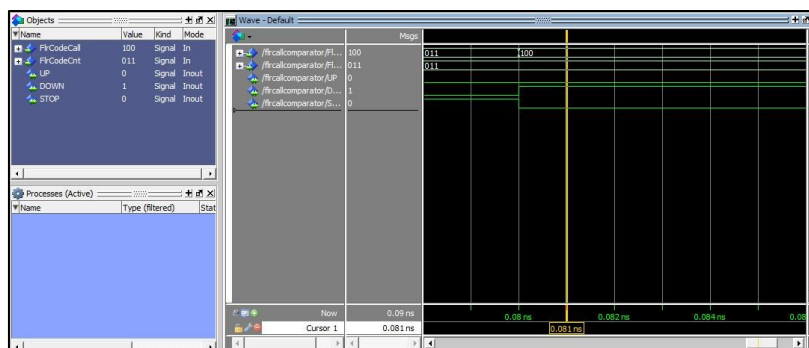 Objects
Name Value Kind Mode
FlrCodeCall 100 Signal In
FlrCodeCnt 011 Signal In
UP 0 Signal Inout
DOWN 1 Signal Inout
STOP 0 Signal Inout
Processes (Active)
Name Type (filtered) Stat
Wave - Default
Msgs
/flrcallcomparator/Fl... 100 011 100
/flrcallcomparator/Fl... 011 011
/flrcallcomparator/UP 0
/flrcallcomparator/D... 1
/flrcallcomparator/S... 0
Now 0.09 ns 0.08 ns 0.082 ns 0.084 ns 0.08
Cursor 1 0.081 ns 0.081 ns